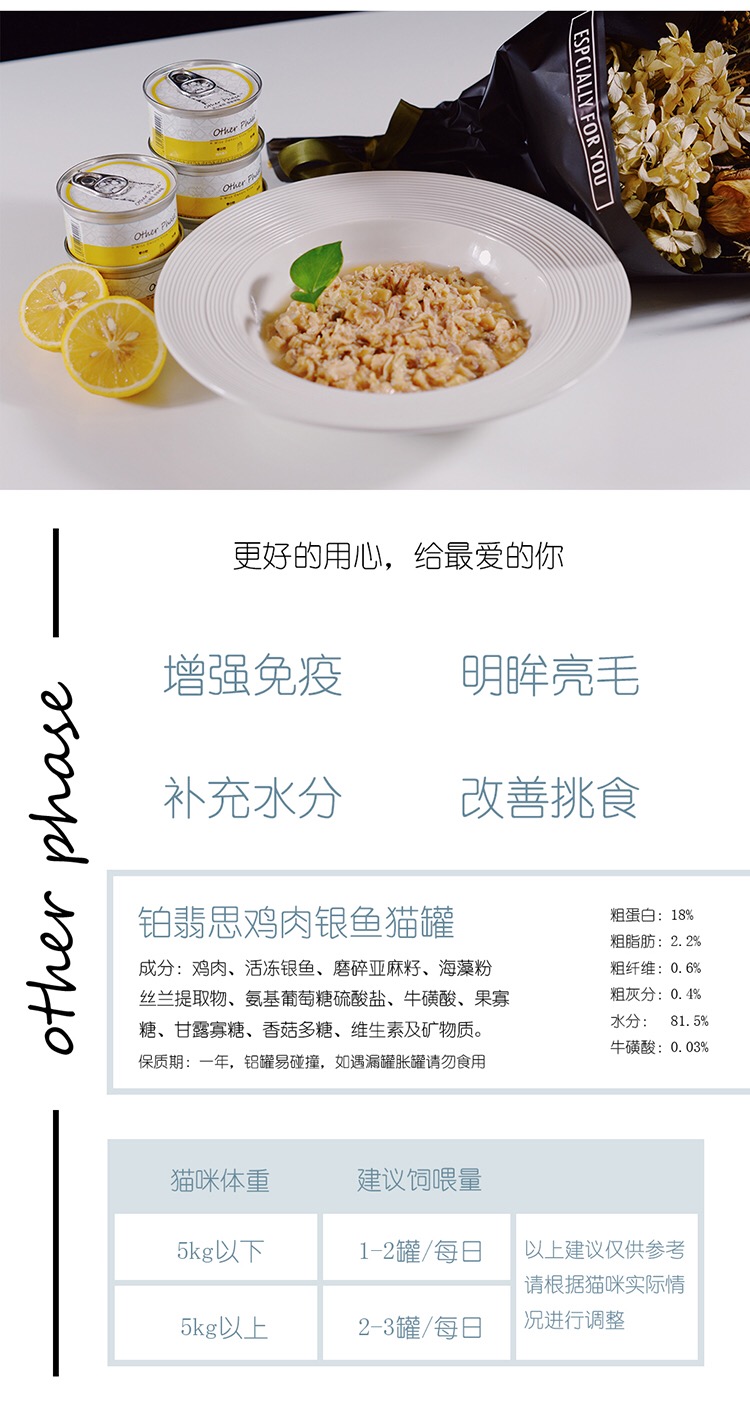 ESPCIALLY FOR YOU
Other Phase
Other Phase
Other Phase
更好的用心，给最爱的你
增强免疫
明眸亮毛
补充水分
改善挑食
other phase
铂翡思鸡肉银鱼猫罐
成分：鸡肉、活冻银鱼、磨碎亚麻籽、海藻粉
丝兰提取物、氨基葡萄糖硫酸盐、牛磺酸、果寡
糖、甘露寡糖、香菇多糖、维生素及矿物质。
保质期：一年，铝罐易碰撞，如遇漏罐胀罐请勿食用
粗蛋白：18%
粗脂肪：2.2%
粗纤维：0.6%
粗灰分：0.4%
水分： 81.5%
牛磺酸：0.03%
猫咪体重
建议饲喂量
5kg以下
1-2罐/每日
5kg以上
2-3罐/每日
以上建议仅供参考
请根据猫咪实际情
况进行调整